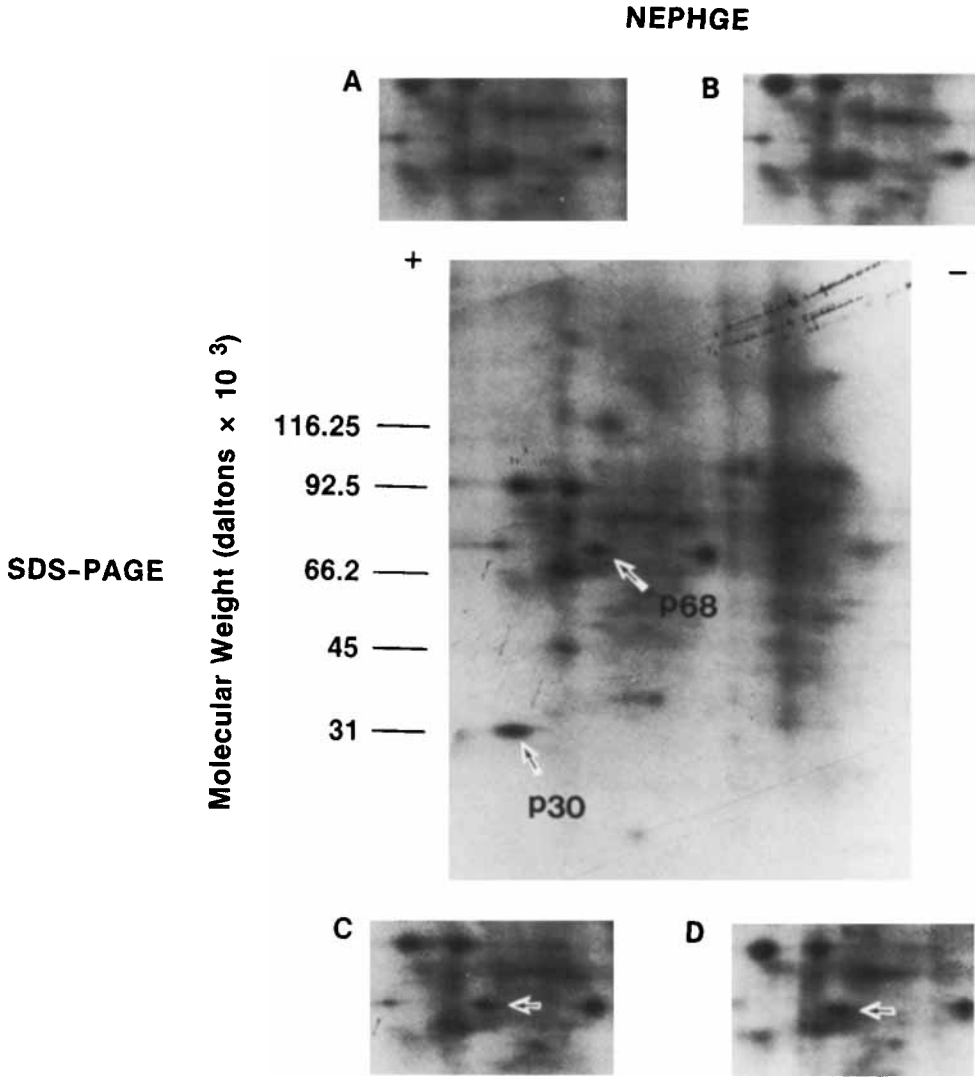 NEPHGE
A
B
+
−
Molecular Weight (daltons × 10 3)
116.25
92.5
66.2
45
31
SDS-PAGE
p68
p30
C
D